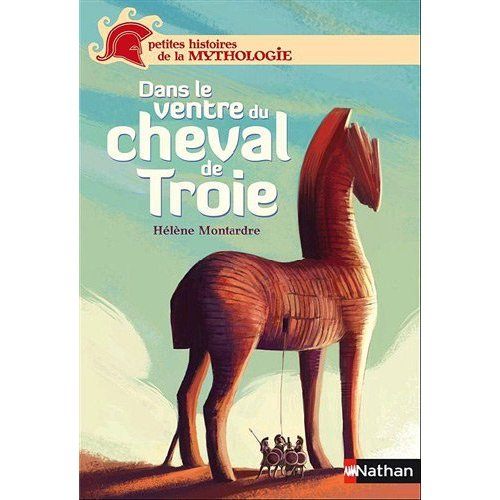 petites histoires
de la MYTHOLOGIE
Dans le
ventre du
cheval
de
Troie
Hélène Montardre
Nathan